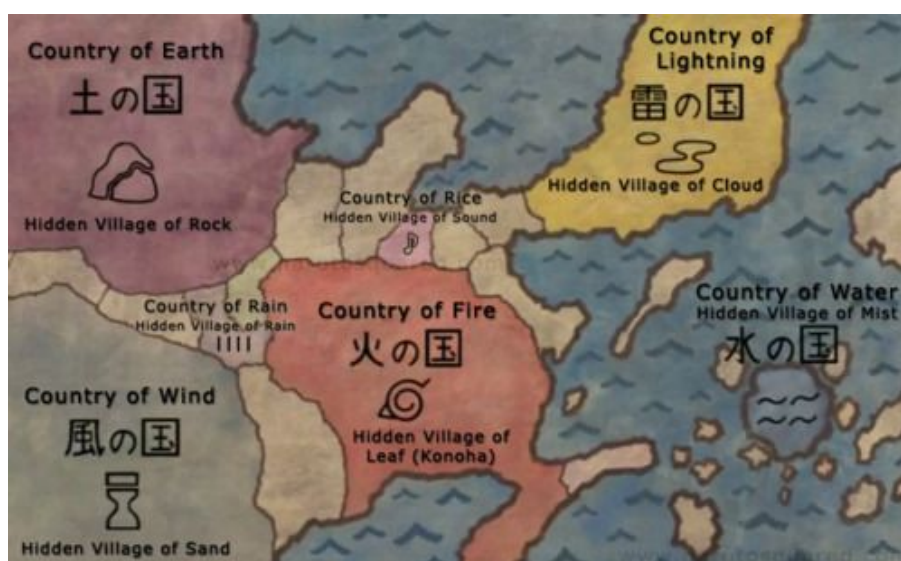 Country of Earth
土の国
Hidden Village of Rock
Country of
Lightning
雷の国
Hidden Village of Cloud
Country of Rice
Hidden Village of Sound
Country of Rain
Hidden Village of Rain
Country of Fire
火の国
Hidden Village of
Leaf (Konoha)
Country of Water
Hidden Village of Mist
水の国
Country of Wind
風の国
Hidden Village of Sand